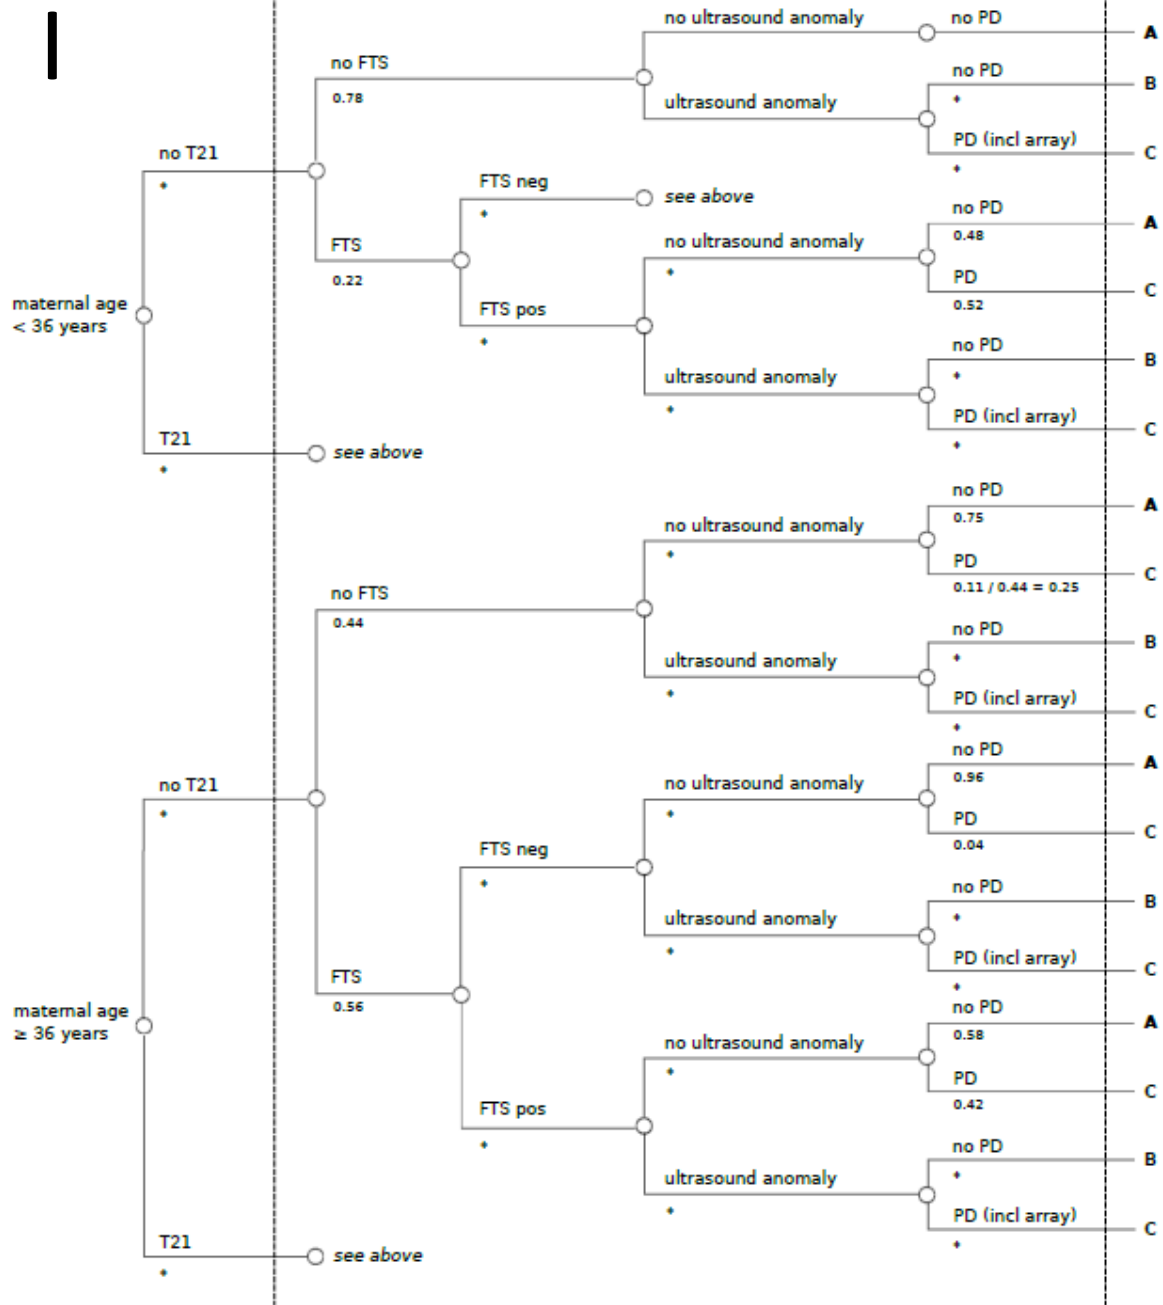 I
no ultrasound anomaly
no PD
A
no FTS
0.78
no PD
*
B
ultrasound anomaly
PD (incl array)
*
C
no T21
*
FTS neg
*
see above
no PD
0.48
A
FTS
0.22
no ultrasound anomaly
*
PD
0.52
C
maternal age
< 36 years
FTS pos
*
no PD
*
B
ultrasound anomaly
*
PD (incl array)
*
C
T21
*
see above
no PD
0.75
A
no ultrasound anomaly
*
PD
0.11 / 0.44 = 0.25
C
no FTS
0.44
no PD
*
B
ultrasound anomaly
*
PD (incl array)
*
C
no T21
*
no PD
0.96
A
no ultrasound anomaly
*
PD
0.04
C
FTS neg
*
no PD
*
B
ultrasound anomaly
*
PD (incl array)
*
C
FTS
0.56
maternal age
≥ 36 years
no PD
0.58
A
no ultrasound anomaly
*
PD
0.42
C
FTS pos
*
no PD
*
B
ultrasound anomaly
*
PD (incl array)
*
C
T21
*
see above